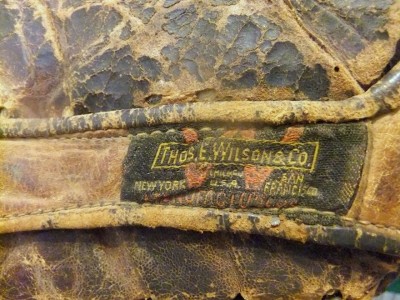 THOS. E. WILSON & CO.
NEW YORK U.S.A. SAN FRANCISCO